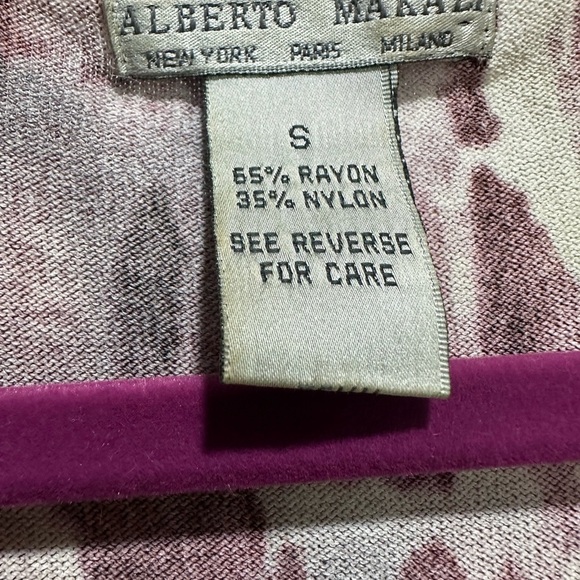 ALBERTO MAKALI
NEW YORK PARIS MILANO
S
65% RAYON
35% NYLON
SEE REVERSE
FOR CARE